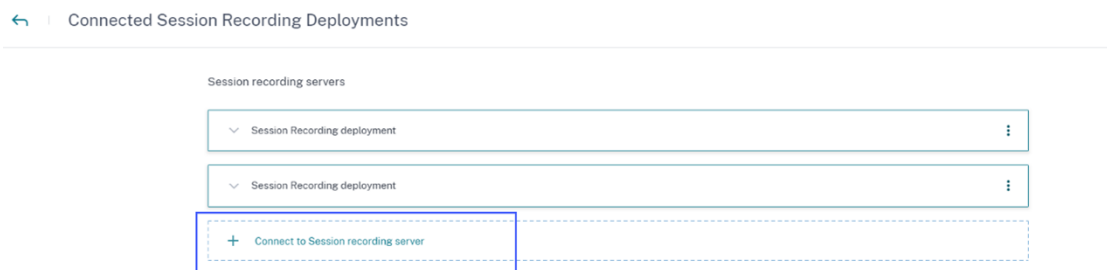 Connected Session Recording Deployments
Session recording servers
Session Recording deployment
Session Recording deployment
Connect to Session recording server